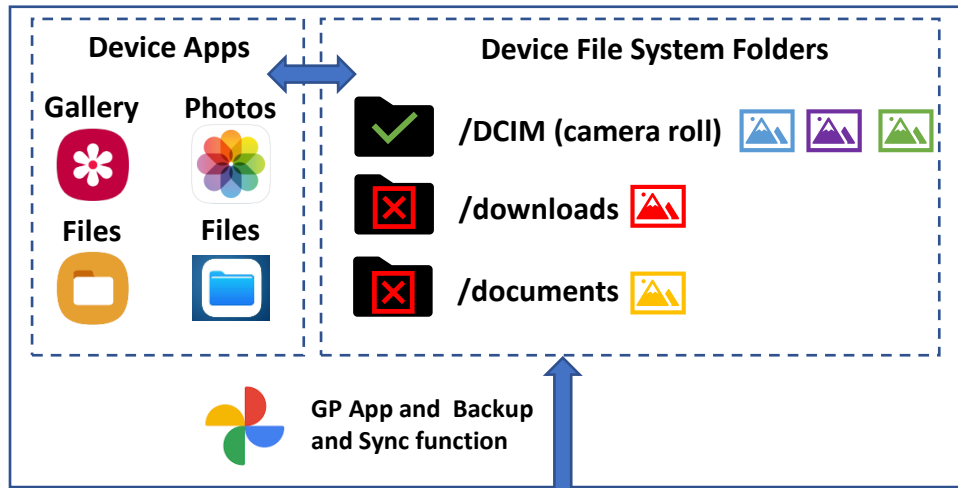 Device Apps
Device File System Folders
Gallery
Photos
Files
Files
/DCIM (camera roll)
/downloads
/documents
GP App and Backup
and Sync function